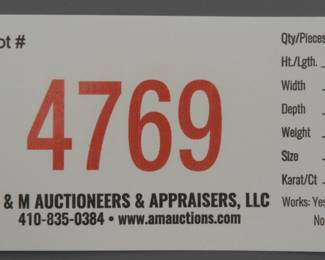 ot #
4769
& M AUCTIONEERS & APPRAISERS, LLC
410-835-0384 • www.amauctions.com
Qty/Pieces
Ht./Lgth.
Width
Depth
Weight
Size
Karat/Ct
Works: Yes
No